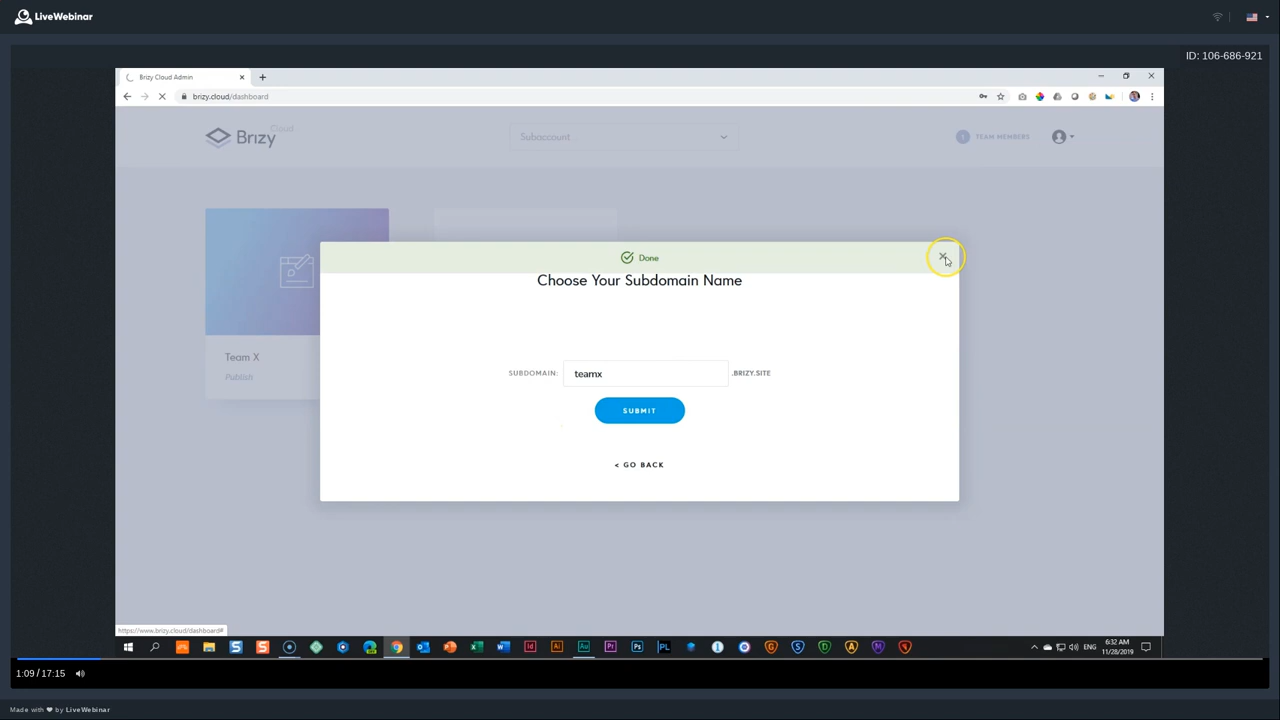 LiveWebinar
ID: 106-686-921
Brizy Cloud Admin
brizy.cloud/dashboard
Brizy Cloud
Subaccount
1 TEAM MEMBERS
Done
Choose Your Subdomain Name
Team X
Publish
SUBDOMAIN: teamx .BRIZY.SITE
SUBMIT
< GO BACK
https://www.brizy.cloud/dashboard#
ENG
6:32 AM
11/28/2019
1:09 / 17:15
Made with ❤ by LiveWebinar